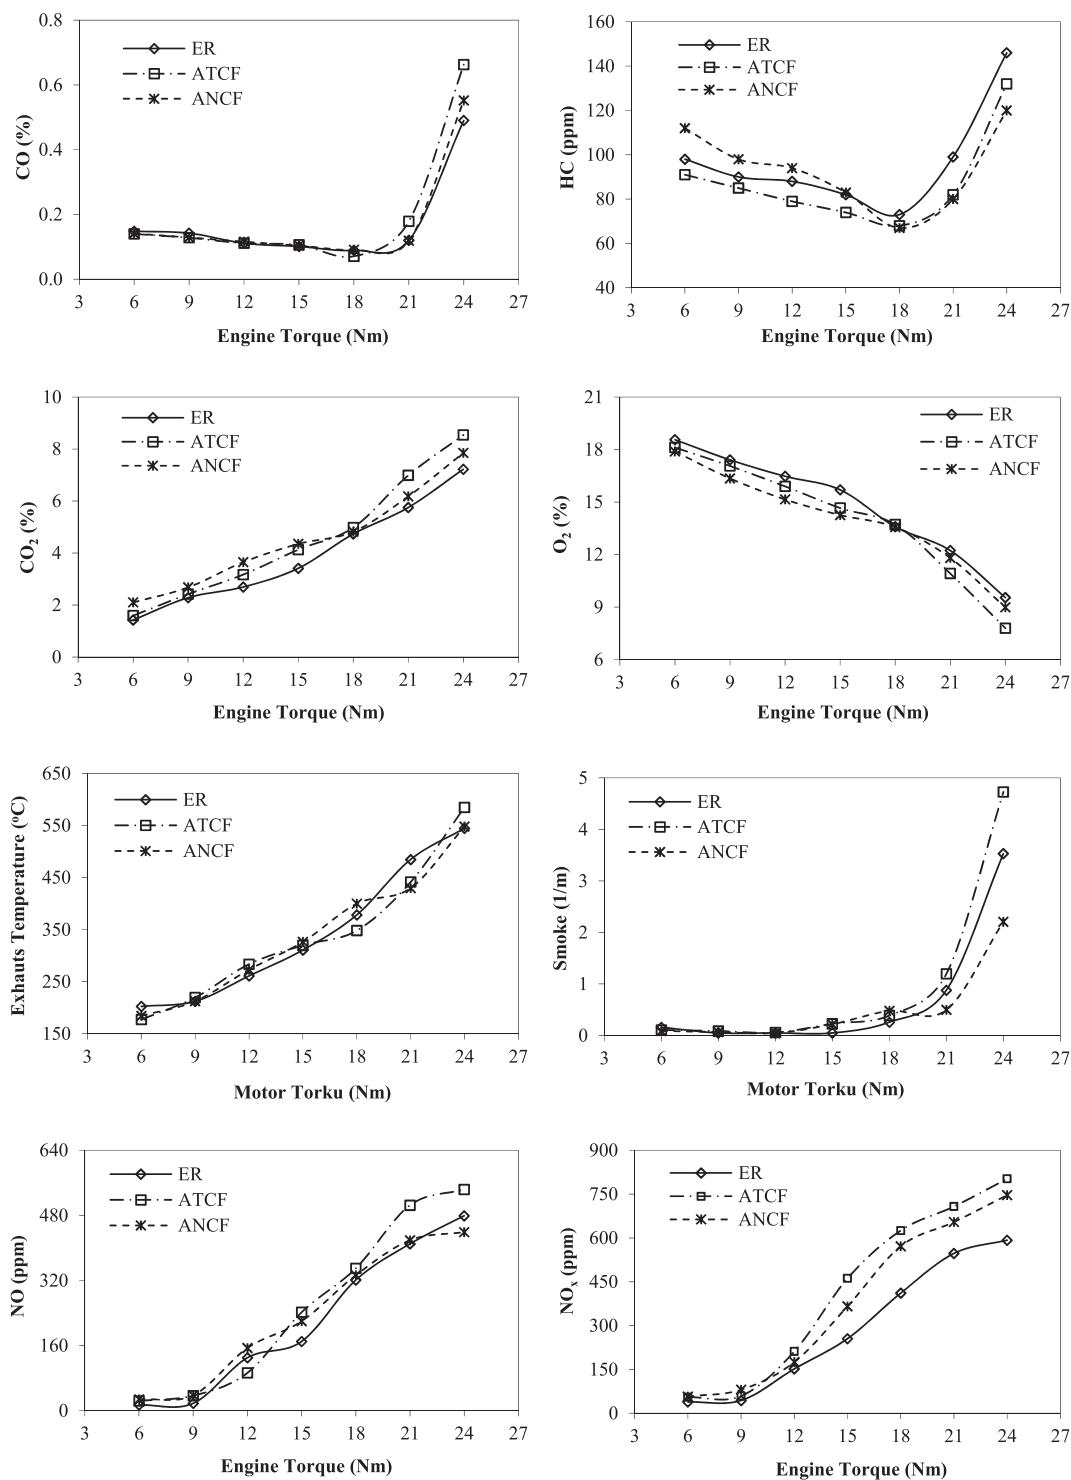 0.8
0.6
0.4
0.2
0.0
CO (%)
ER
ATCF
ANCF
3 6 9 12 15 18 21 24 27
Engine Torque (Nm)
160
140
120
100
80
60
40
HC (ppm)
ER
ATCF
ANCF
3 6 9 12 15 18 21 24 27
Engine Torque (Nm)
10
8
6
4
2
0
CO2 (%)
ER
ATCF
ANCF
3 6 9 12 15 18 21 24 27
Engine Torque (Nm)
21
18
15
12
9
6
O2 (%)
ER
ATCF
ANCF
3 6 9 12 15 18 21 24 27
Engine Torque (Nm)
650
550
450
350
250
150
Exhauts Temperature (ºC)
ER
ATCF
ANCF
3 6 9 12 15 18 21 24 27
Motor Torku (Nm)
5
4
3
2
1
0
Smoke (1/m)
ER
ATCF
ANCF
3 6 9 12 15 18 21 24 27
Motor Torku (Nm)
640
480
320
160
0
NO (ppm)
ER
ATCF
ANCF
3 6 9 12 15 18 21 24 27
Engine Torque (Nm)
900
750
600
450
300
150
0
NOx (ppm)
ER
ATCF
ANCF
3 6 9 12 15 18 21 24 27
Engine Torque (Nm)